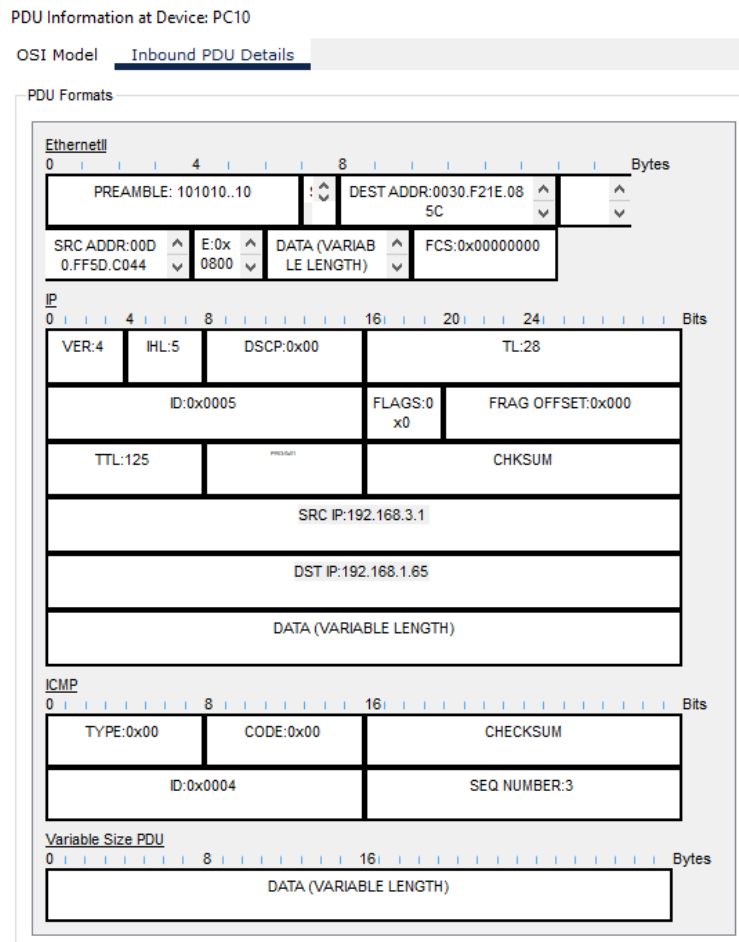 PDU Information at Device: PC10
OSI Model Inbound PDU Details
PDU Formats
EthernetII
0 4 8 Bytes
PREAMBLE: 101010..10 DEST ADDR:0030.F21E.08
5C
SRC ADDR:00D E:0x DATA (VARIAB FCS:0x00000000
0.FF5D.C044 0800 LE LENGTH)
IP
0 4 8 16 20 24 Bits
VER:4 IHL:5 DSCP:0x00 TL:28
ID:0x0005 FLAGS:0 FRAG OFFSET:0x000
x0
TTL:125 PRO:0x01 CHKSUM
SRC IP:192.168.3.1
DST IP:192.168.1.65
DATA (VARIABLE LENGTH)
ICMP
0 8 16 Bits
TYPE:0x00 CODE:0x00 CHECKSUM
ID:0x0004 SEQ NUMBER:3
Variable Size PDU
0 8 16 Bytes
DATA (VARIABLE LENGTH)